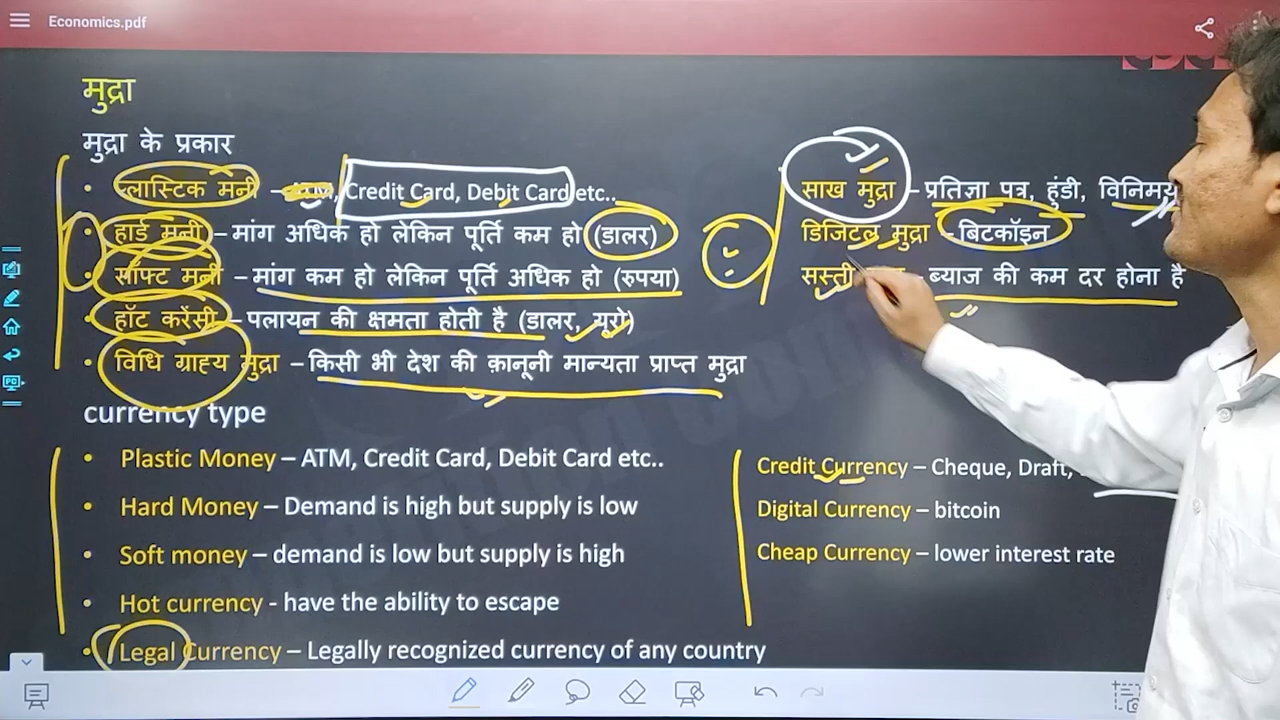 Economics.pdf
मुद्रा
मुद्रा के प्रकार
• प्लास्टिक मनी – ATM, Credit Card, Debit Card etc..
• हार्ड मनी – मांग अधिक हो लेकिन पूर्ति कम हो (डालर)
• सॉफ्ट मनी – मांग कम हो लेकिन पूर्ति अधिक हो (रुपया)
• हॉट करेंसी – पलायन की क्षमता होती है (डालर, यूरो)
• विधि ग्राह्य मुद्रा – किसी भी देश की क़ानूनी मान्यता प्राप्त मुद्रा
साख मुद्रा – प्रतिज्ञा पत्र, हुंडी, विनिमय
डिजिटल मुद्रा – बिटकॉइन
सस्ती – ब्याज की कम दर होना है
currency type
• Plastic Money – ATM, Credit Card, Debit Card etc..
• Hard Money – Demand is high but supply is low
• Soft money – demand is low but supply is high
• Hot currency - have the ability to escape
• Legal Currency – Legally recognized currency of any country
Credit Currency – Cheque, Draft,
Digital Currency – bitcoin
Cheap Currency – lower interest rate